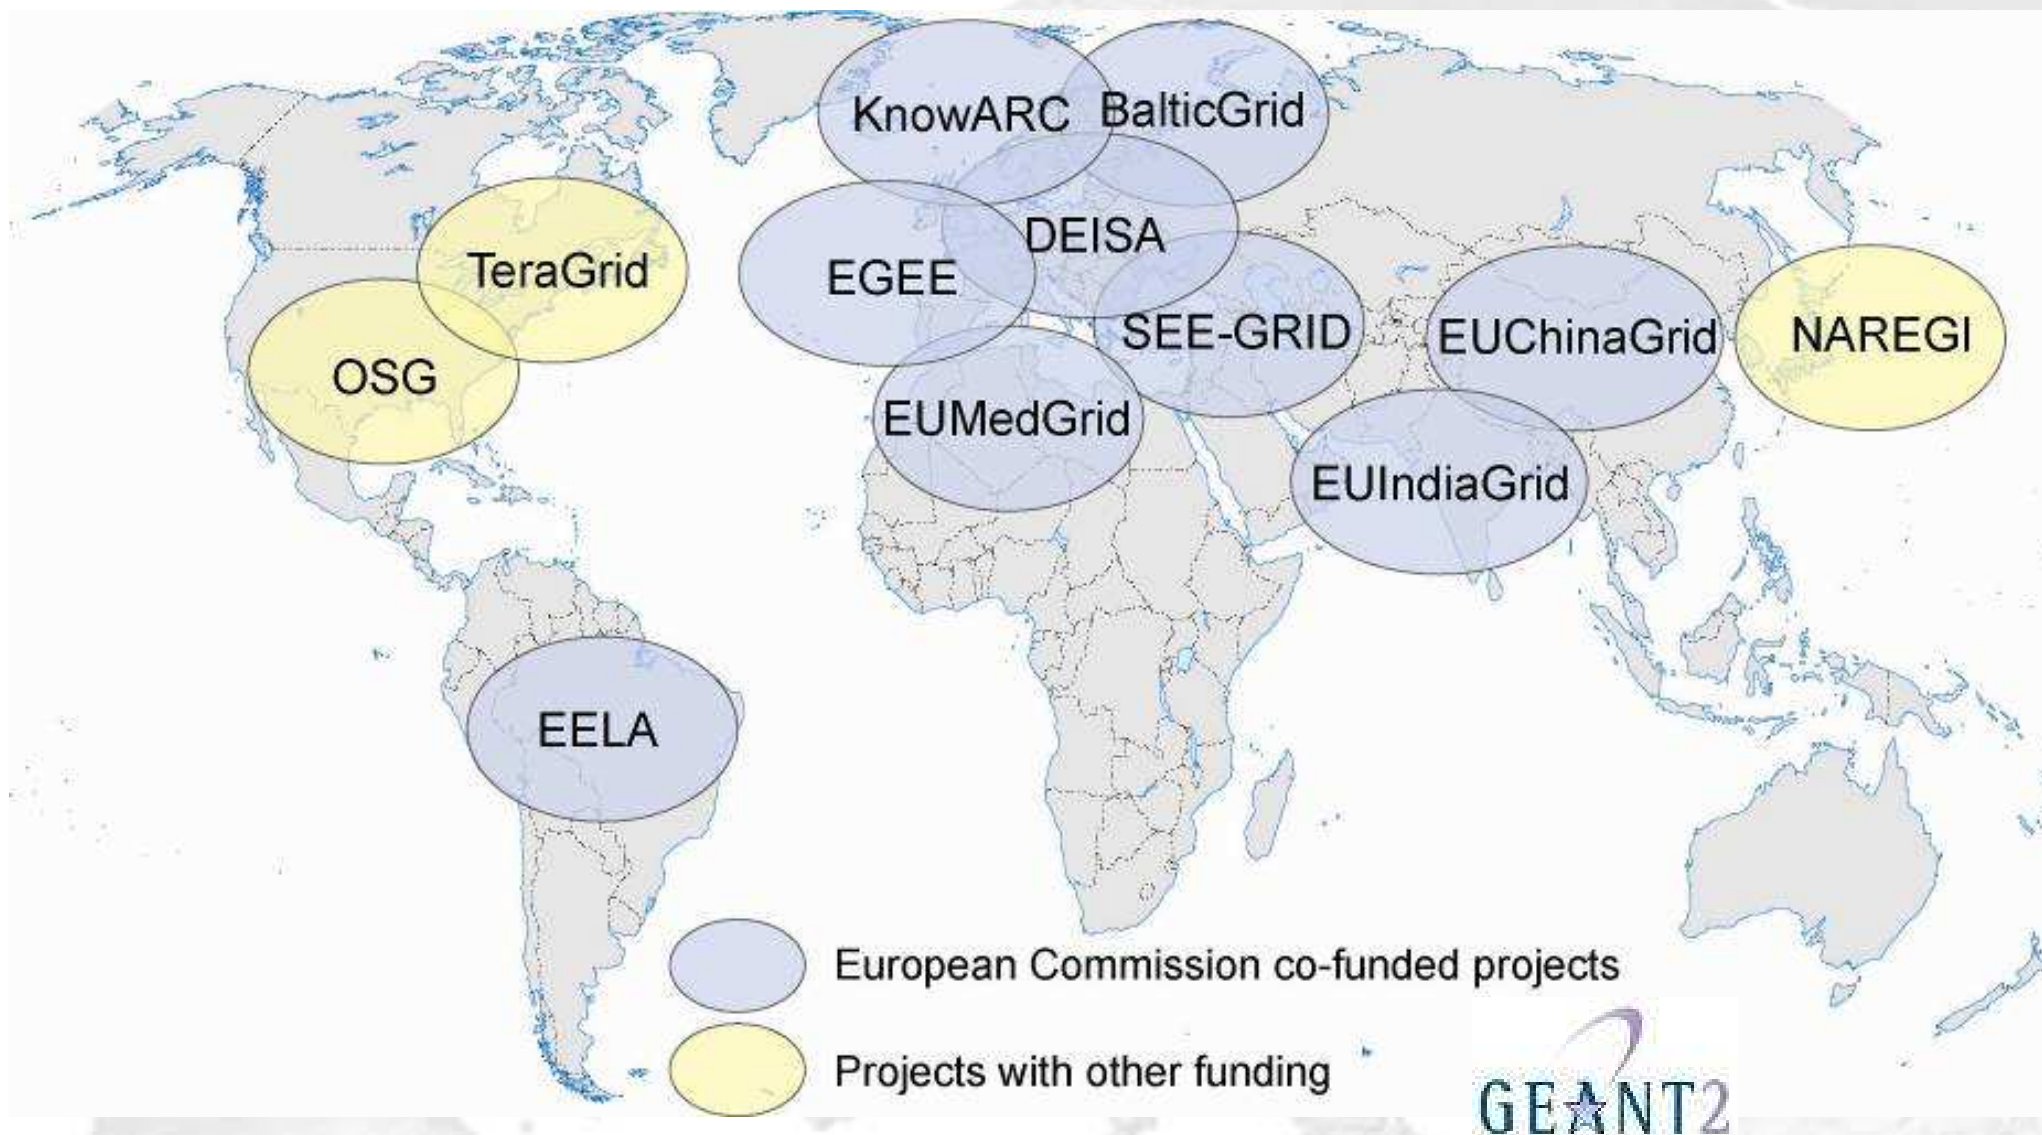 KnowARC
BalticGrid
TeraGrid
DEISA
EGEE
OSG
SEE-GRID
EUChinaGrid
NAREGI
EUMedGrid
EUIndiaGrid
EELA
European Commission co-funded projects
Projects with other funding
GEANT2